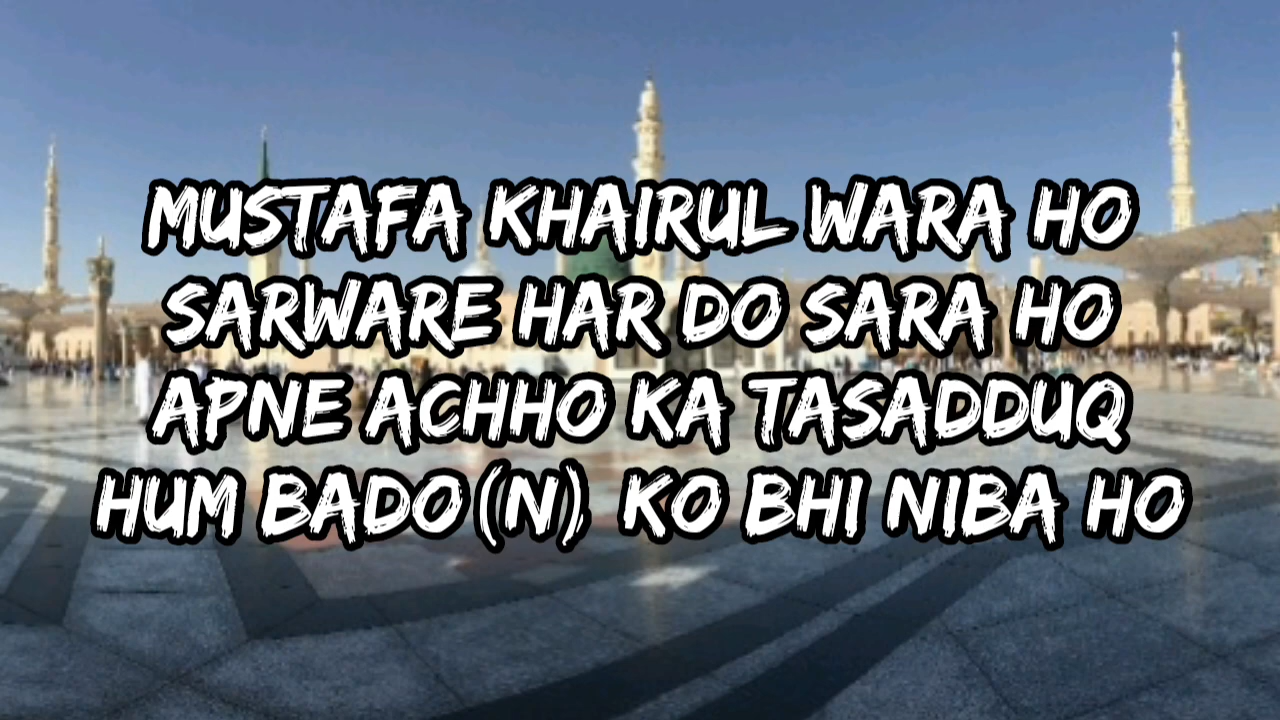 MUSTAFA KHAIRUL WARA HO
SARWARE HAR DO SARA HO
APNE ACHHO KA TASADDUQ
HUM BADO(N) KO BHI NIBA HO